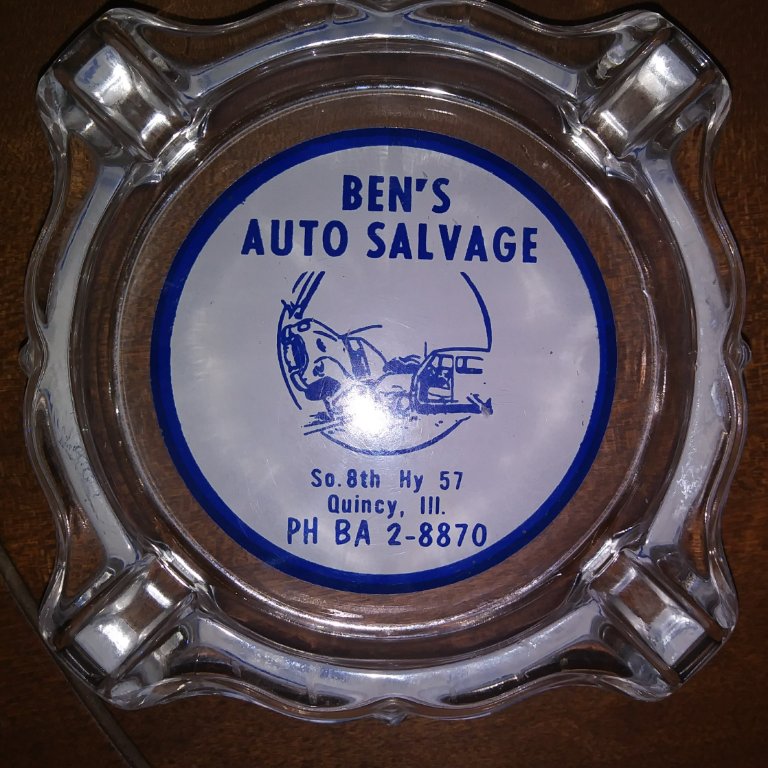 BEN'S
AUTO SALVAGE
So. 8th Hy 57
Quincy, Ill.
PH BA 2-8870